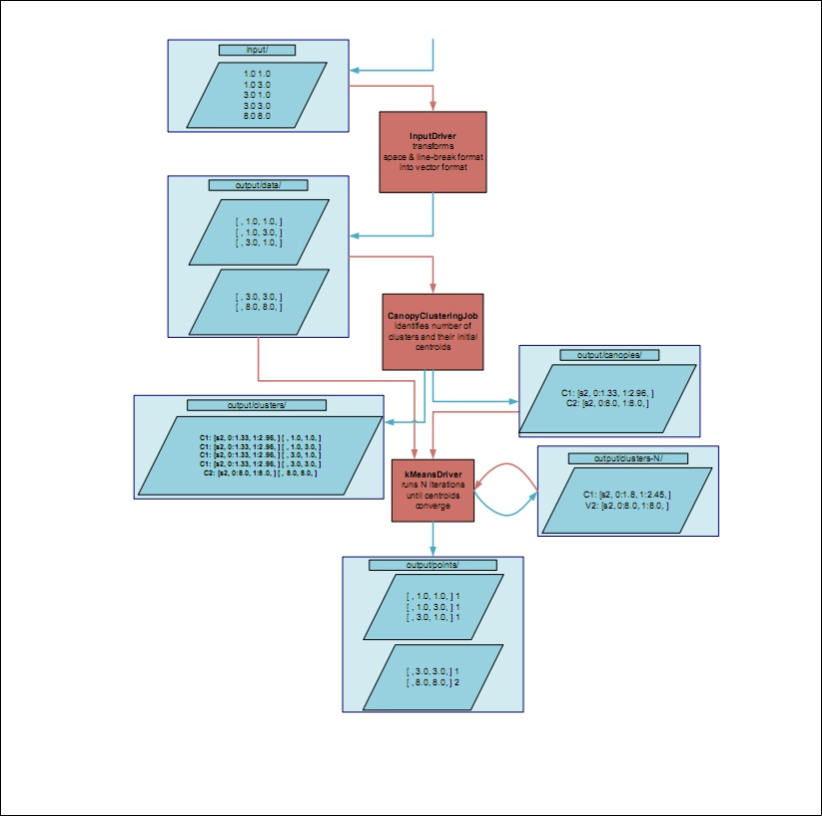 input/
1.0 1.0
1.0 3.0
3.0 1.0
3.0 3.0
8.0 8.0
InputDriver
transforms
space & line-break format
into vector format
output/data/
[ , 1.0, 1.0, ]
[ , 1.0, 3.0, ]
[ , 3.0, 1.0, ]
[ , 3.0, 3.0, ]
[ , 8.0, 8.0, ]
CanopyClusteringJob
identifies number of
clusters and their initial
centroids
output/canopies/
C1: [s2, 0:1.33, 1:2.96, ]
C2: [s2, 0:8.0, 1:8.0, ]
output/clusters/
C1: [s2, 0:1.33, 1:2.96, ] [ , 1.0, 1.0, ]
C1: [s2, 0:1.33, 1:2.96, ] [ , 1.0, 3.0, ]
C1: [s2, 0:1.33, 1:2.96, ] [ , 3.0, 1.0, ]
C1: [s2, 0:1.33, 1:2.96, ] [ , 3.0, 3.0, ]
C2: [s2, 0:8.0, 1:8.0, ] [ , 8.0, 8.0, ]
kMeansDriver
runs N iterations
until centroids
converge
output/clusters-N/
C1: [s2, 0:1.8, 1:2.45, ]
V2: [s2, 0:8.0, 1:8.0, ]
output/points/
[ , 1.0, 1.0, ] 1
[ , 1.0, 3.0, ] 1
[ , 3.0, 1.0, ] 1
[ , 3.0, 3.0, ] 1
[ , 8.0, 8.0, ] 2